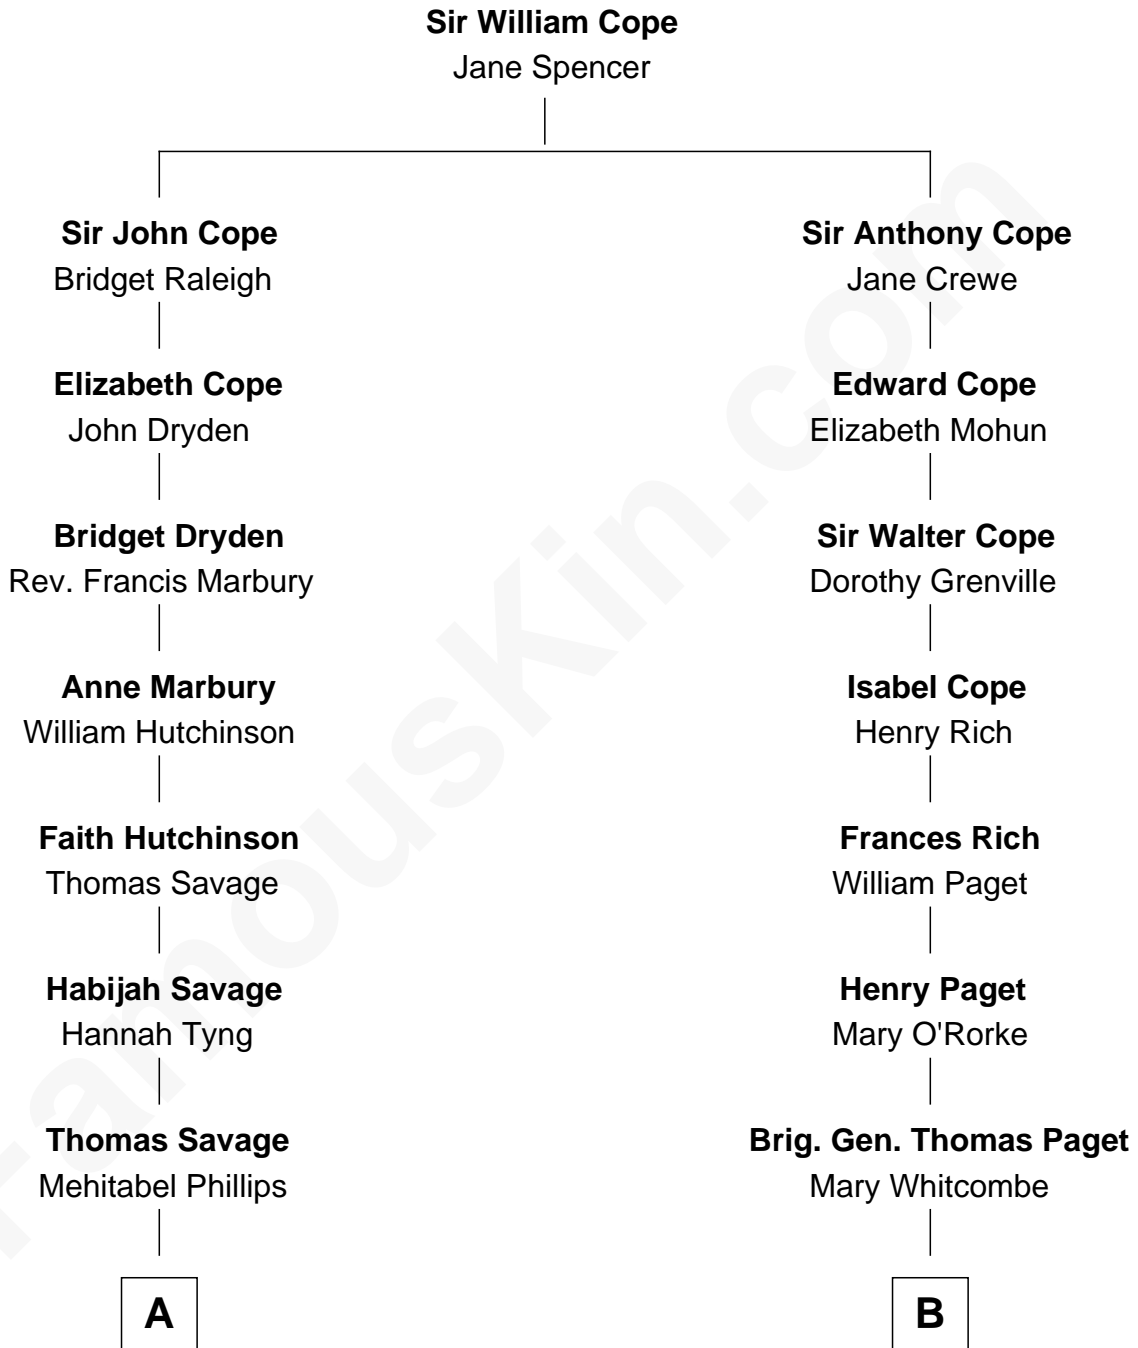 Sir William Cope
Jane Spencer
Sir John Cope
Bridget Raleigh
Elizabeth Cope
John Dryden
Bridget Dryden
Rev. Francis Marbury
Anne Marbury
William Hutchinson
Faith Hutchinson
Thomas Savage
Habijah Savage
Hannah Tyng
Thomas Savage
Mehitabel Phillips
A
Sir Anthony Cope
Jane Crewe
Edward Cope
Elizabeth Mohun
Sir Walter Cope
Dorothy Grenville
Isabel Cope
Henry Rich
Frances Rich
William Paget
Henry Paget
Mary O'Rorke
Brig. Gen. Thomas Paget
Mary Whitcombe
B
FamousKin.com